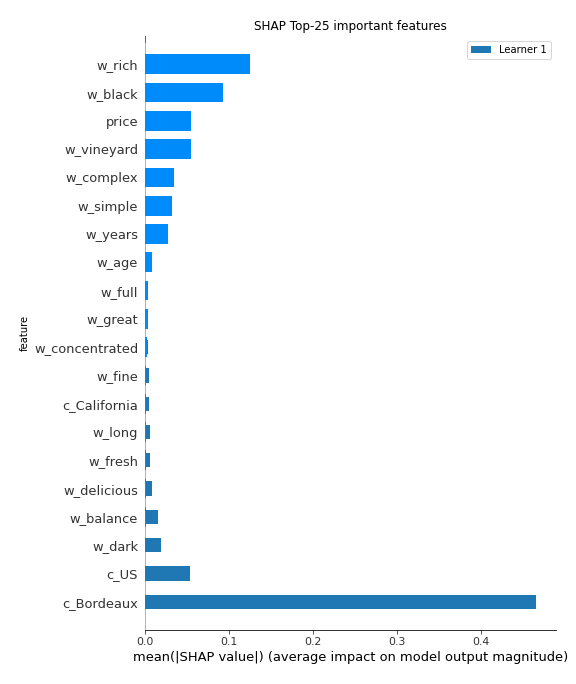 SHAP Top-25 important features
Learner 1
w_rich
w_black
price
w_vineyard
w_complex
w_simple
w_years
w_age
w_full
w_great
w_concentrated
w_fine
c_California
w_long
w_fresh
w_delicious
w_balance
w_dark
c_US
c_Bordeaux
feature
0.0 0.1 0.2 0.3 0.4
mean(|SHAP value|) (average impact on model output magnitude)